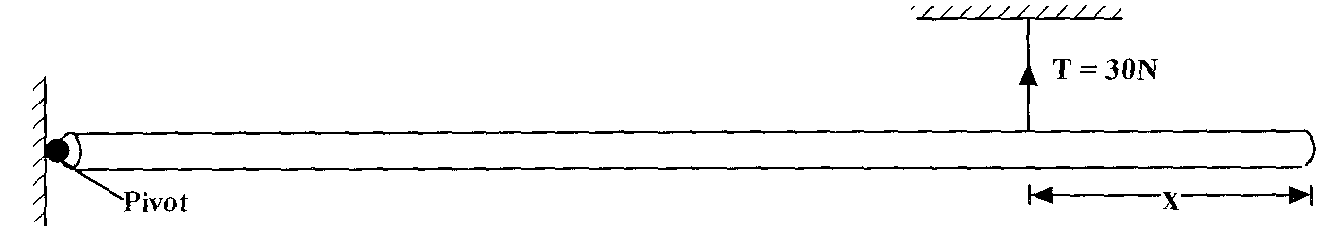 T = 30N
Pivot
X